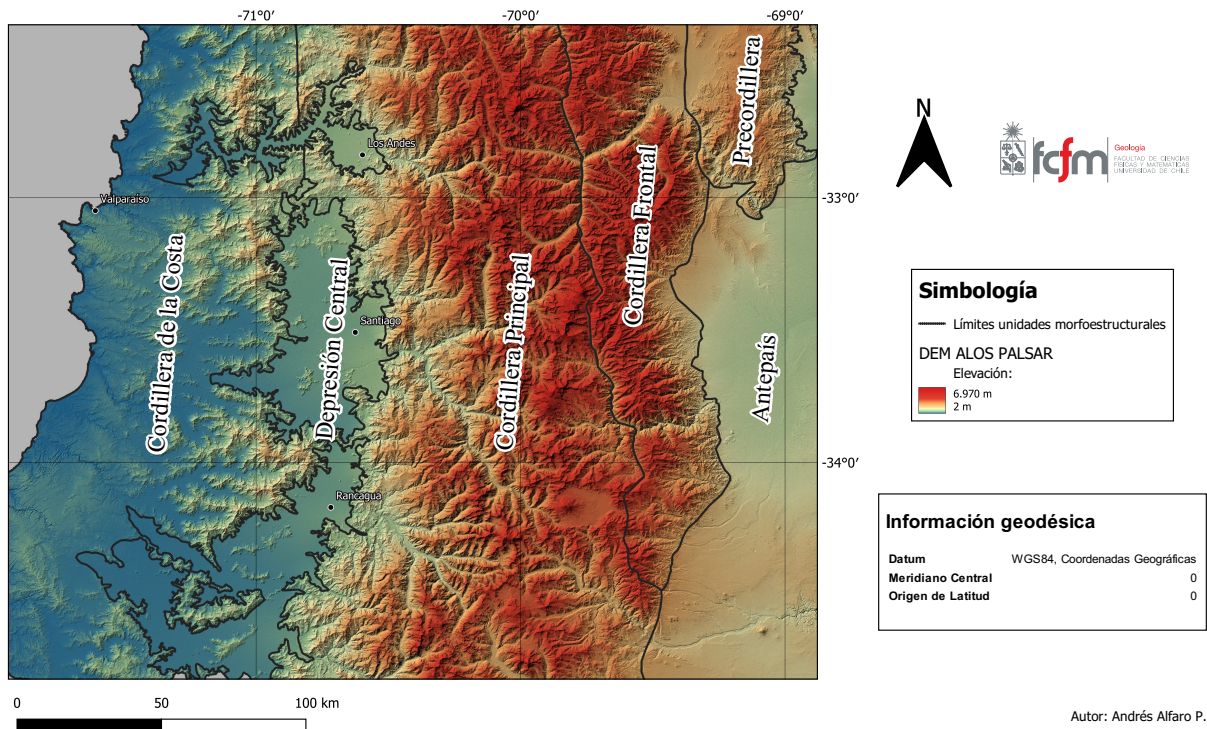 -71°0'
-70°0'
-69°0'
Precordillera
Los Andes
Cordillera Frontal
-33°0'
Valparaíso
Cordillera de la Costa
Depresión Central
Santiago
Cordillera Principal
Antepaís
-34°0'
Rancagua
0
50
100 km
N
fcfm
Geología
FACULTAD DE CIENCIAS
FÍSICAS Y MATEMÁTICAS
UNIVERSIDAD DE CHILE
Simbología
Límites unidades morfoestructurales
DEM ALOS PALSAR
Elevación:
6.970 m
2 m
Información geodésica
Datum WGS84, Coordenadas Geográficas
Meridiano Central 0
Origen de Latitud 0
Autor: Andrés Alfaro P.